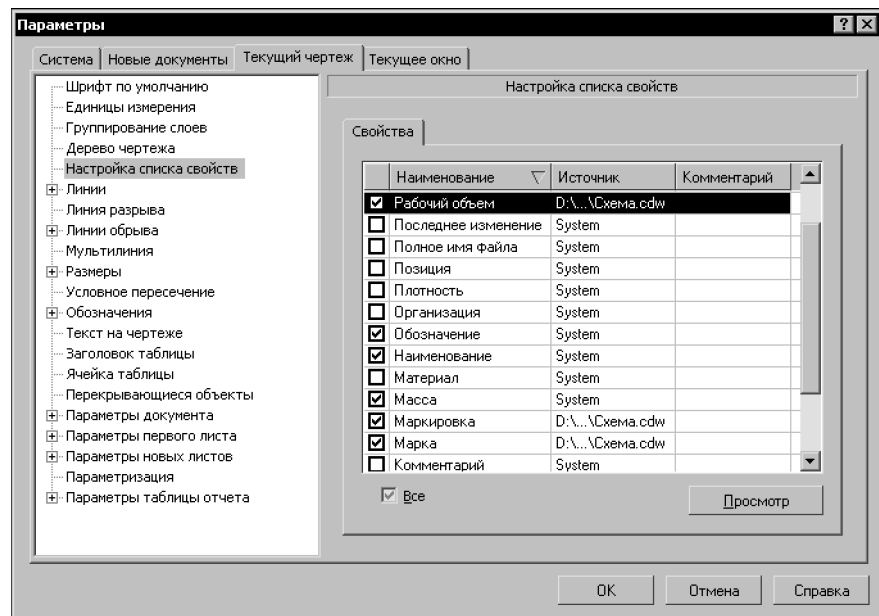 Параметры
Система Новые документы Текущий чертеж Текущее окно
Шрифт по умолчанию
Единицы измерения
Группирование слоев
Дерево чертежа
Настройка списка свойств
Линии
Линия разрыва
Линии обрыва
Мультилиния
Размеры
Условное пересечение
Обозначения
Текст на чертеже
Заголовок таблицы
Ячейка таблицы
Перекрывающиеся объекты
Параметры документа
Параметры первого листа
Параметры новых листов
Параметризация
Параметры таблицы отчета
Настройка списка свойств
Свойства
Наименование Источник Комментарий
Рабочий объем D:\...\Схема.cdw
Последнее изменение System
Полное имя файла System
Позиция System
Плотность System
Организация System
Обозначение System
Наименование System
Материал System
Масса System
Маркировка D:\...\Схема.cdw
Марка D:\...\Схема.cdw
Комментарий System
Все
Просмотр
OK Отмена Справка